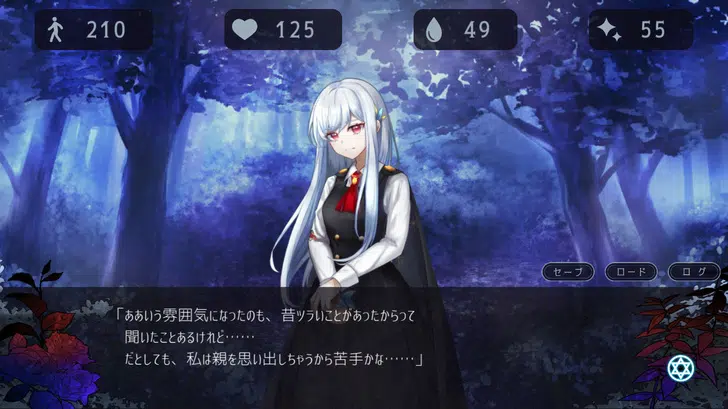 210
125
49
55
セーブ
ロード
ログ
「ああいう雰囲気になったのも、昔ツラいことがあったからって
聞いたことあるけれど……
だとしても、私は親を思い出しちゃうから苦手かな……」